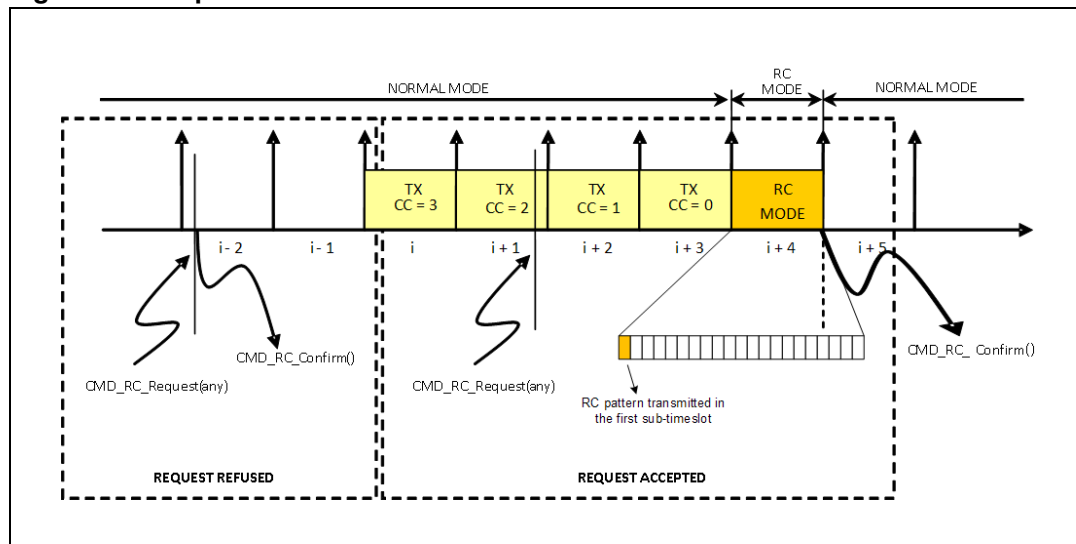 NORMAL MODE
RC
MODE
NORMAL MODE
TX
CC = 3
TX
CC = 2
TX
CC = 1
TX
CC = 0
RC
MODE
i - 2
i - 1
i
i + 1
i + 2
i + 3
i + 4
i + 5
CMD_RC_Confirm()
CMD_RC_Request(any)
CMD_RC_Request(any)
CMD_RC_ Confirm()
RC pattern transmitted in
the first sub-timeslot
REQUEST REFUSED
REQUEST ACCEPTED